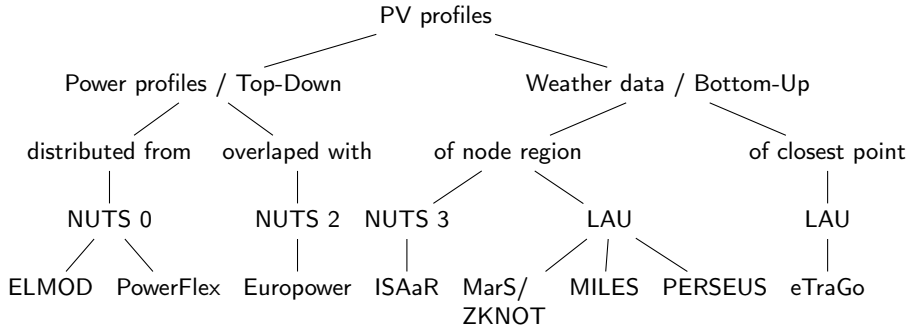 PV profiles
Power profiles / Top-Down
Weather data / Bottom-Up
distributed from
overlaped with
of node region
of closest point
NUTS 0
NUTS 2
NUTS 3
LAU
LAU
ELMOD
PowerFlex
Europower
ISAaR
MarS/
ZKNOT
MILES
PERSEUS
eTraGo